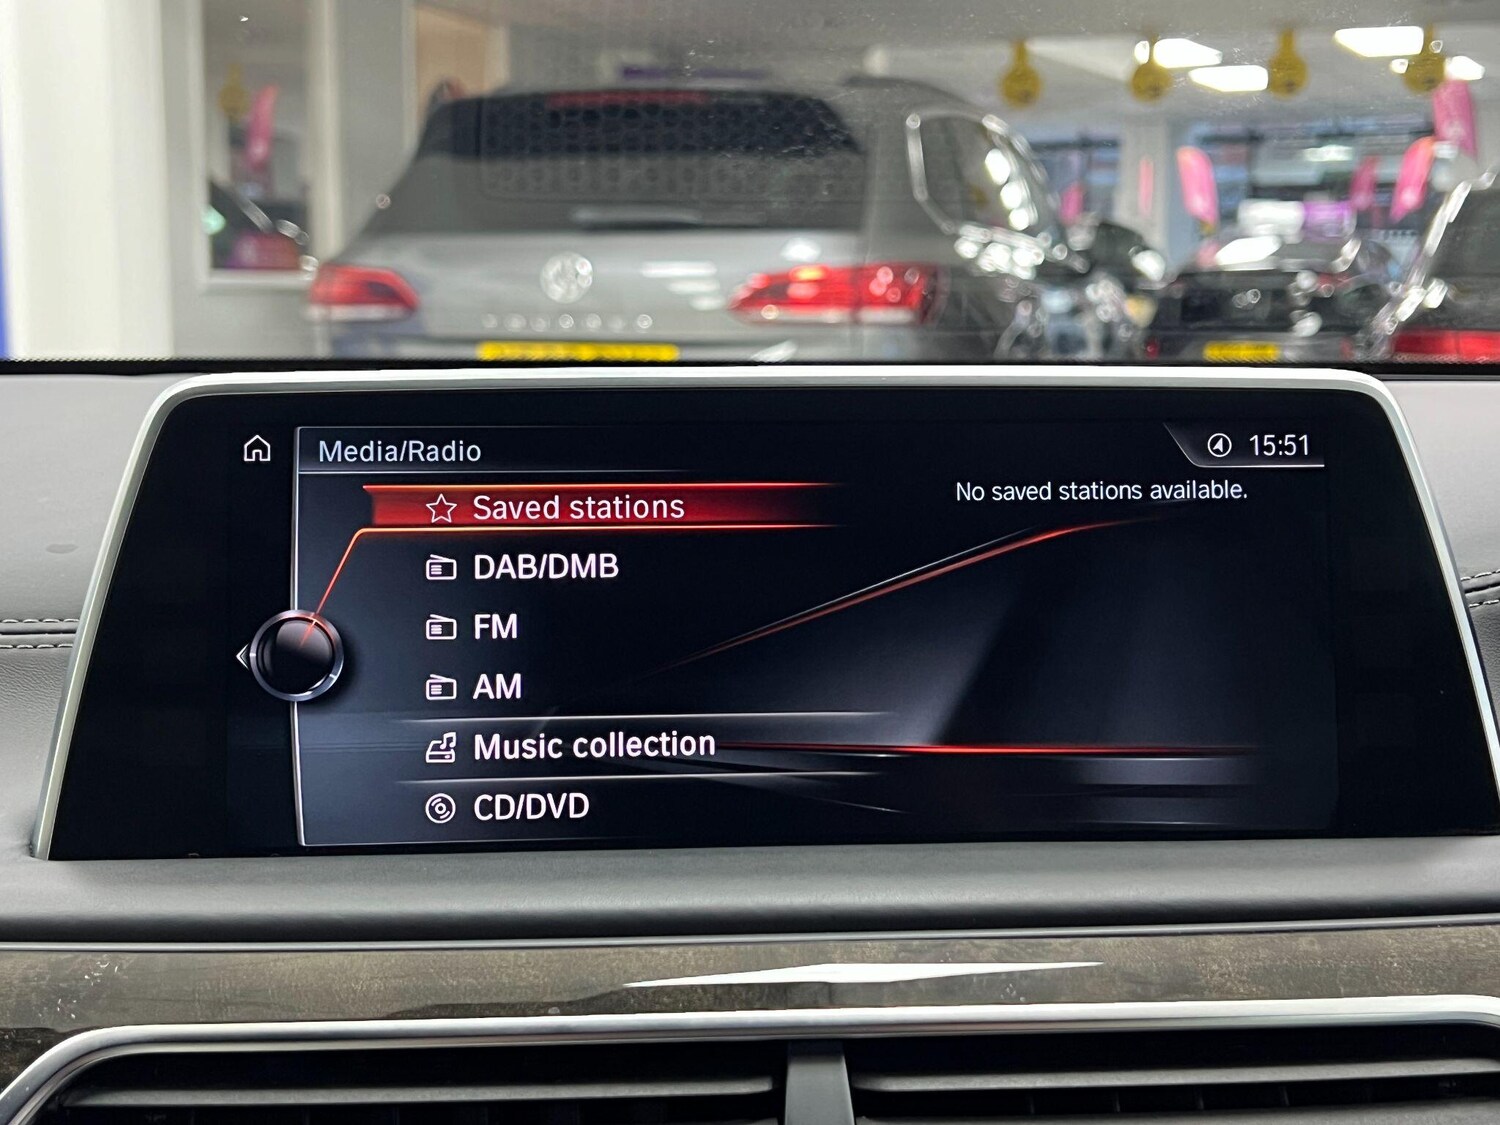 Media/Radio
15:51
Saved stations
No saved stations available.
DAB/DMB
FM
AM
Music collection
CD/DVD